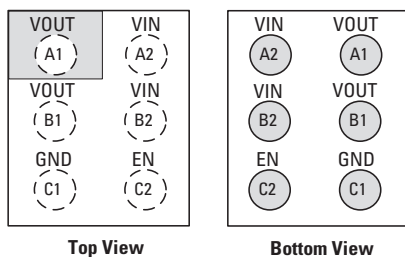 VOUT VIN VIN VOUT
A1 A2 A2 A1
VOUT VIN VIN VOUT
B1 B2 B2 B1
GND EN EN GND
C1 C2 C2 C1
Top View Bottom View